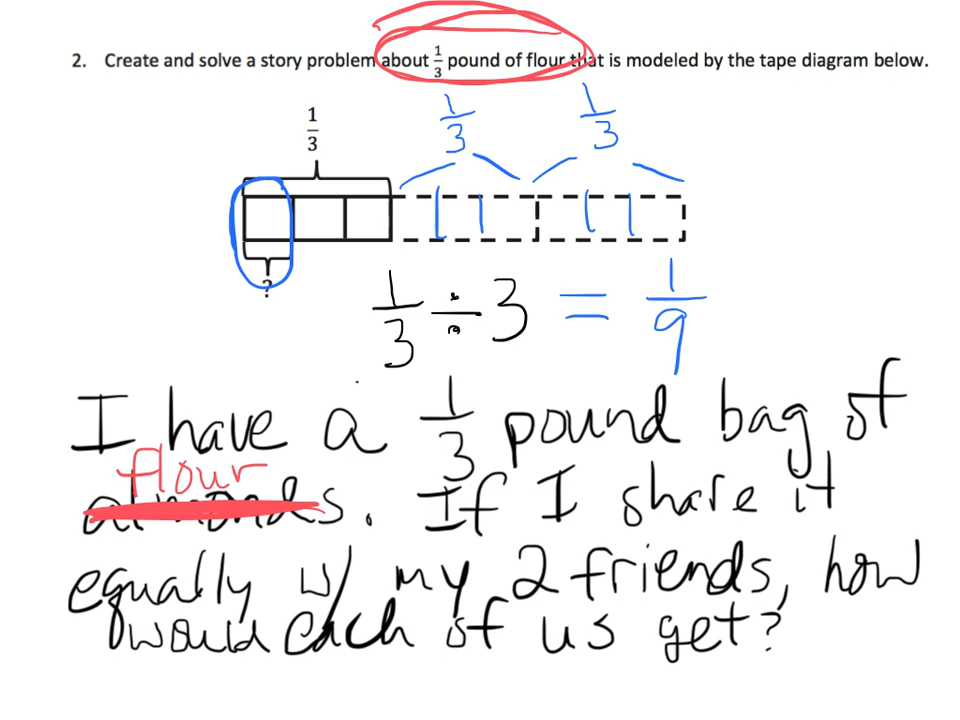 2. Create and solve a story problem about 1/3 pound of flour that is modeled by the tape diagram below.
1/3 1/3 1/3
?
1/3 ÷ 3 = 1/9
I have a 1/3 pound bag of
flour
almonds. If I share it
equally w/ my 2 friends, how
would each of us get?